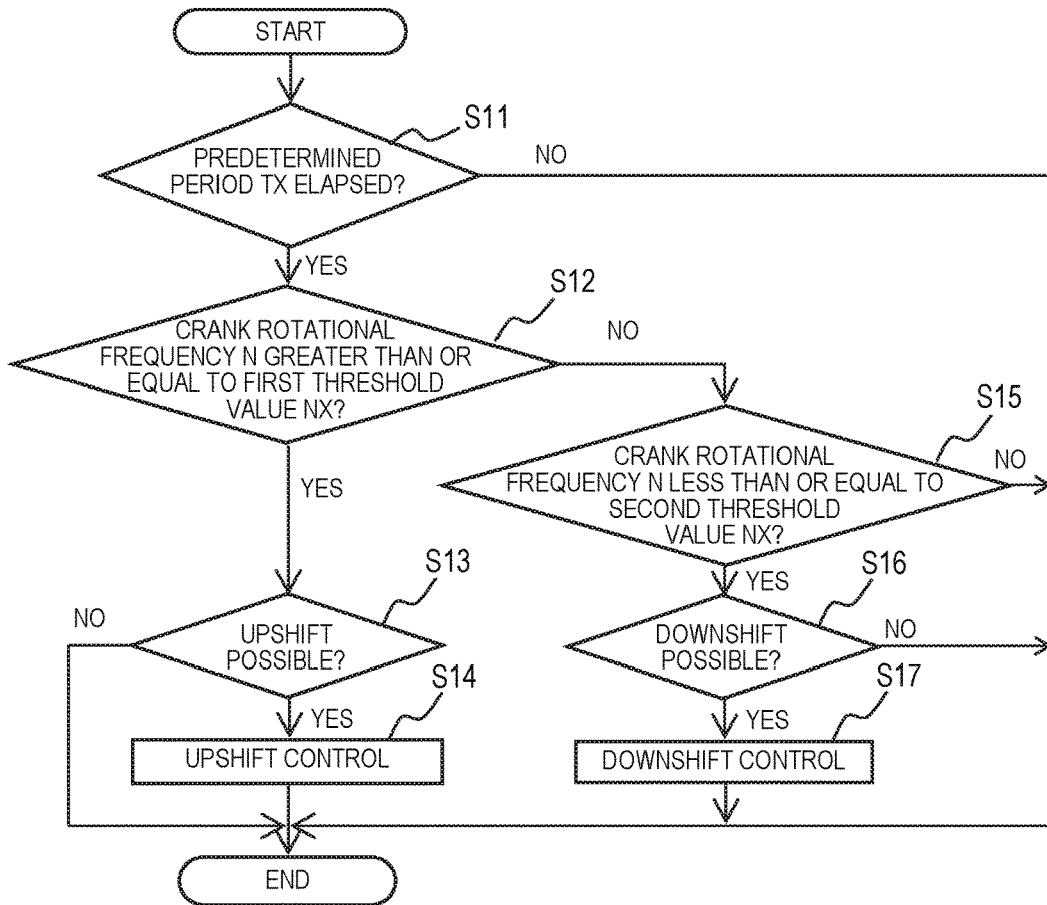 START
S11
PREDETERMINED
PERIOD TX ELAPSED?
NO
YES
S12
CRANK ROTATIONAL
FREQUENCY N GREATER THAN OR
EQUAL TO FIRST THRESHOLD
VALUE NX?
NO
YES
S15
CRANK ROTATIONAL
FREQUENCY N LESS THAN OR EQUAL TO
SECOND THRESHOLD
VALUE NX?
NO
YES
S13
UPSHIFT
POSSIBLE?
NO
YES
S16
DOWNSHIFT
POSSIBLE?
NO
YES
S14
UPSHIFT CONTROL
S17
DOWNSHIFT CONTROL
END